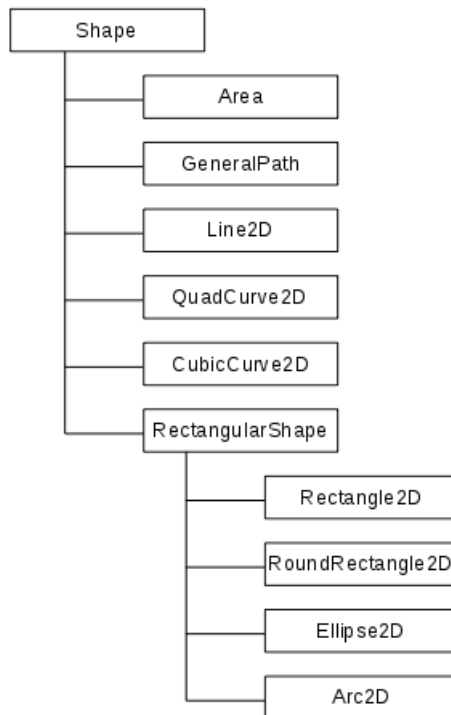 Shape
Area
GeneralPath
Line2D
QuadCurve2D
CubicCurve2D
RectangularShape
Rectangle2D
RoundRectangle2D
Ellipse2D
Arc2D